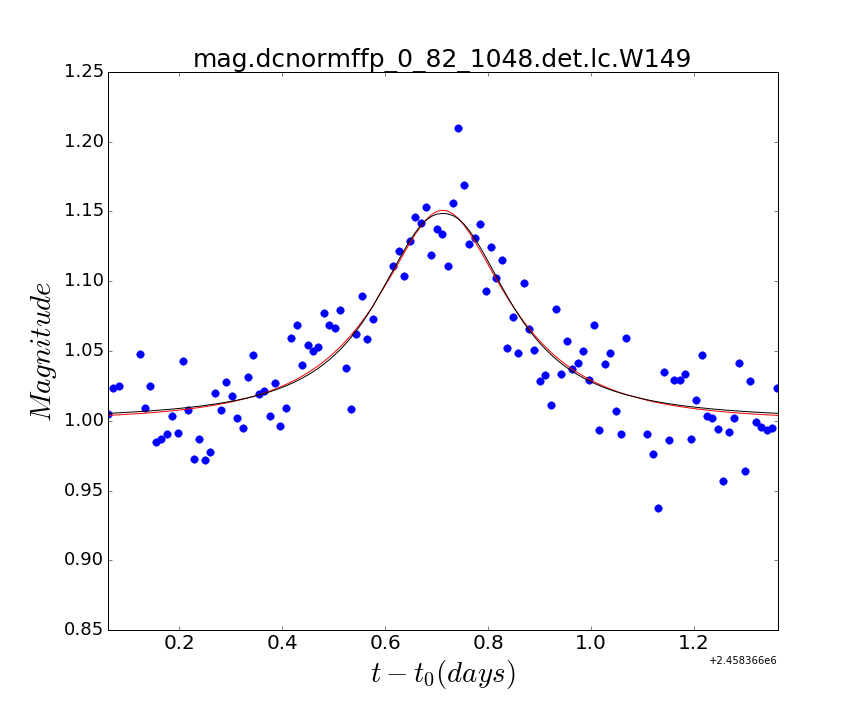 mag.dcnormffp_0_82_1048.det.lc.W149
1.25
1.20
1.15
1.10
1.05
1.00
0.95
0.90
0.85
Magnitude
0.2 0.4 0.6 0.8 1.0 1.2
+2.458366e6
t − t₀(days)